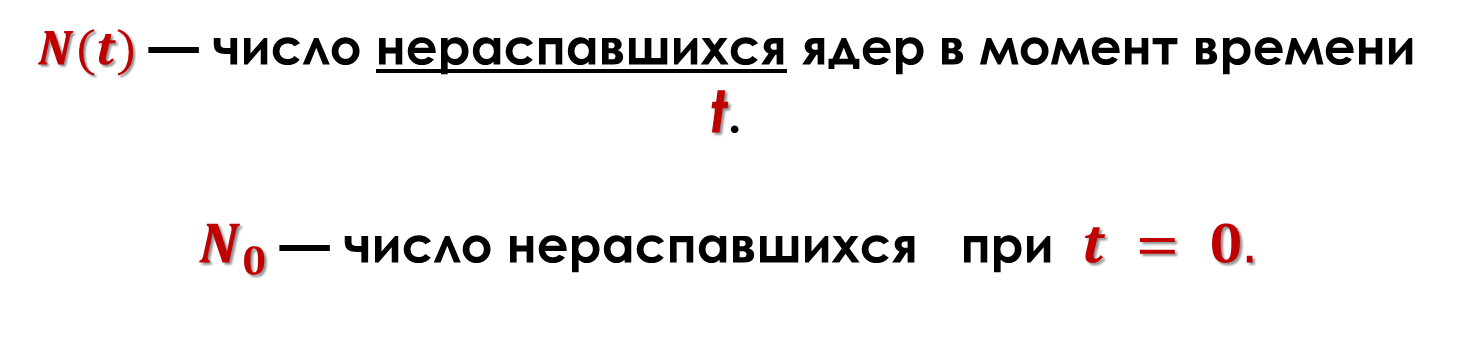 N(t) — число нераспавшихся ядер в момент времени
t.
N₀ — число нераспавшихся при t = 0.